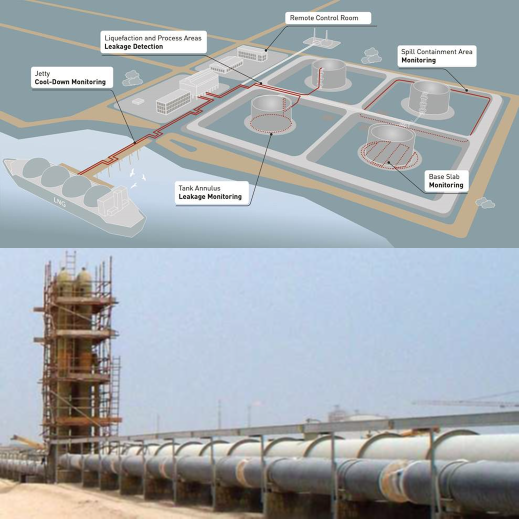 Remote Control Room
Liquefaction and Process Areas
Leakage Detection
Spill Containment Area
Monitoring
Jetty
Cool-Down Monitoring
Tank Annulus
Leakage Monitoring
Base Slab
Monitoring
LNG